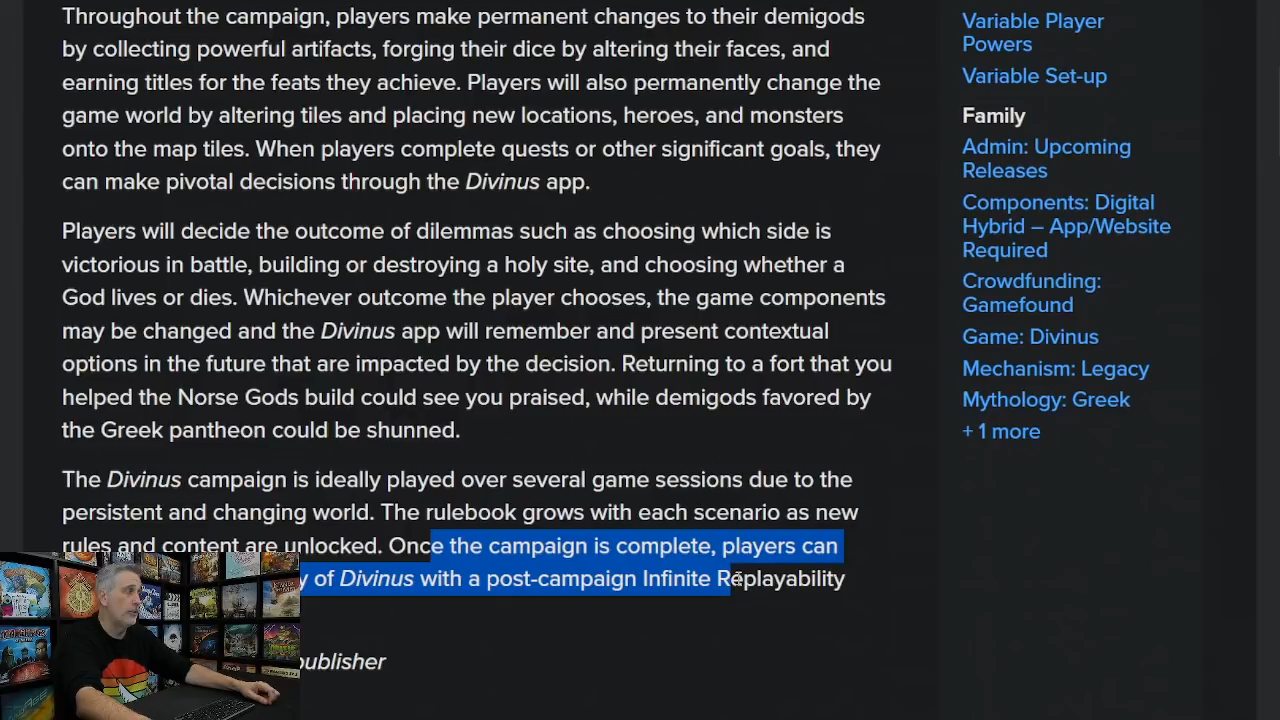 Throughout the campaign, players make permanent changes to their demigods
by collecting powerful artifacts, forging their dice by altering their faces, and
earning titles for the feats they achieve. Players will also permanently change the
game world by altering tiles and placing new locations, heroes, and monsters
onto the map tiles. When players complete quests or other significant goals, they
can make pivotal decisions through the Divinus app.
Players will decide the outcome of dilemmas such as choosing which side is
victorious in battle, building or destroying a holy site, and choosing whether a
God lives or dies. Whichever outcome the player chooses, the game components
may be changed and the Divinus app will remember and present contextual
options in the future that are impacted by the decision. Returning to a fort that you
helped the Norse Gods build could see you praised, while demigods favored by
the Greek pantheon could be shunned.
The Divinus campaign is ideally played over several game sessions due to the
persistent and changing world. The rulebook grows with each scenario as new
rules and content are unlocked. Once the campaign is complete, players can
of Divinus with a post-campaign Infinite Replayability
publisher
Variable Player
Powers
Variable Set-up
Family
Admin: Upcoming
Releases
Components: Digital
Hybrid – App/Website
Required
Crowdfunding:
Gamefound
Game: Divinus
Mechanism: Legacy
Mythology: Greek
+ 1 more